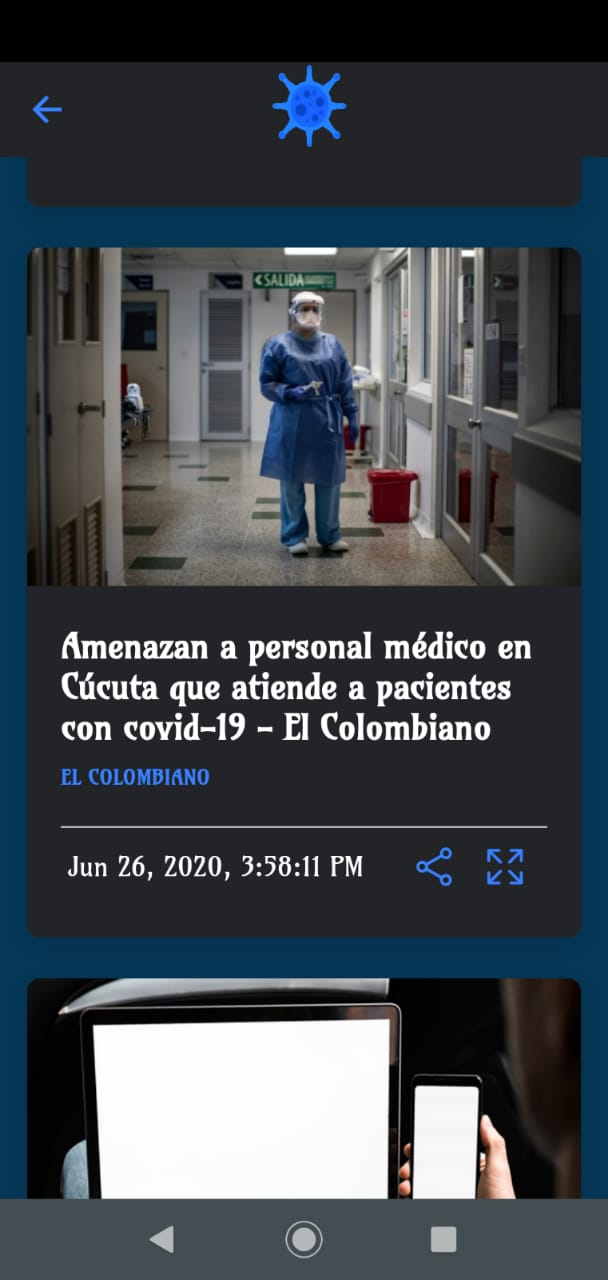 SALIDA
Amenazan a personal médico en
Cúcuta que atiende a pacientes
con covid-19 - El Colombiano
EL COLOMBIANO
Jun 26, 2020, 3:58:11 PM